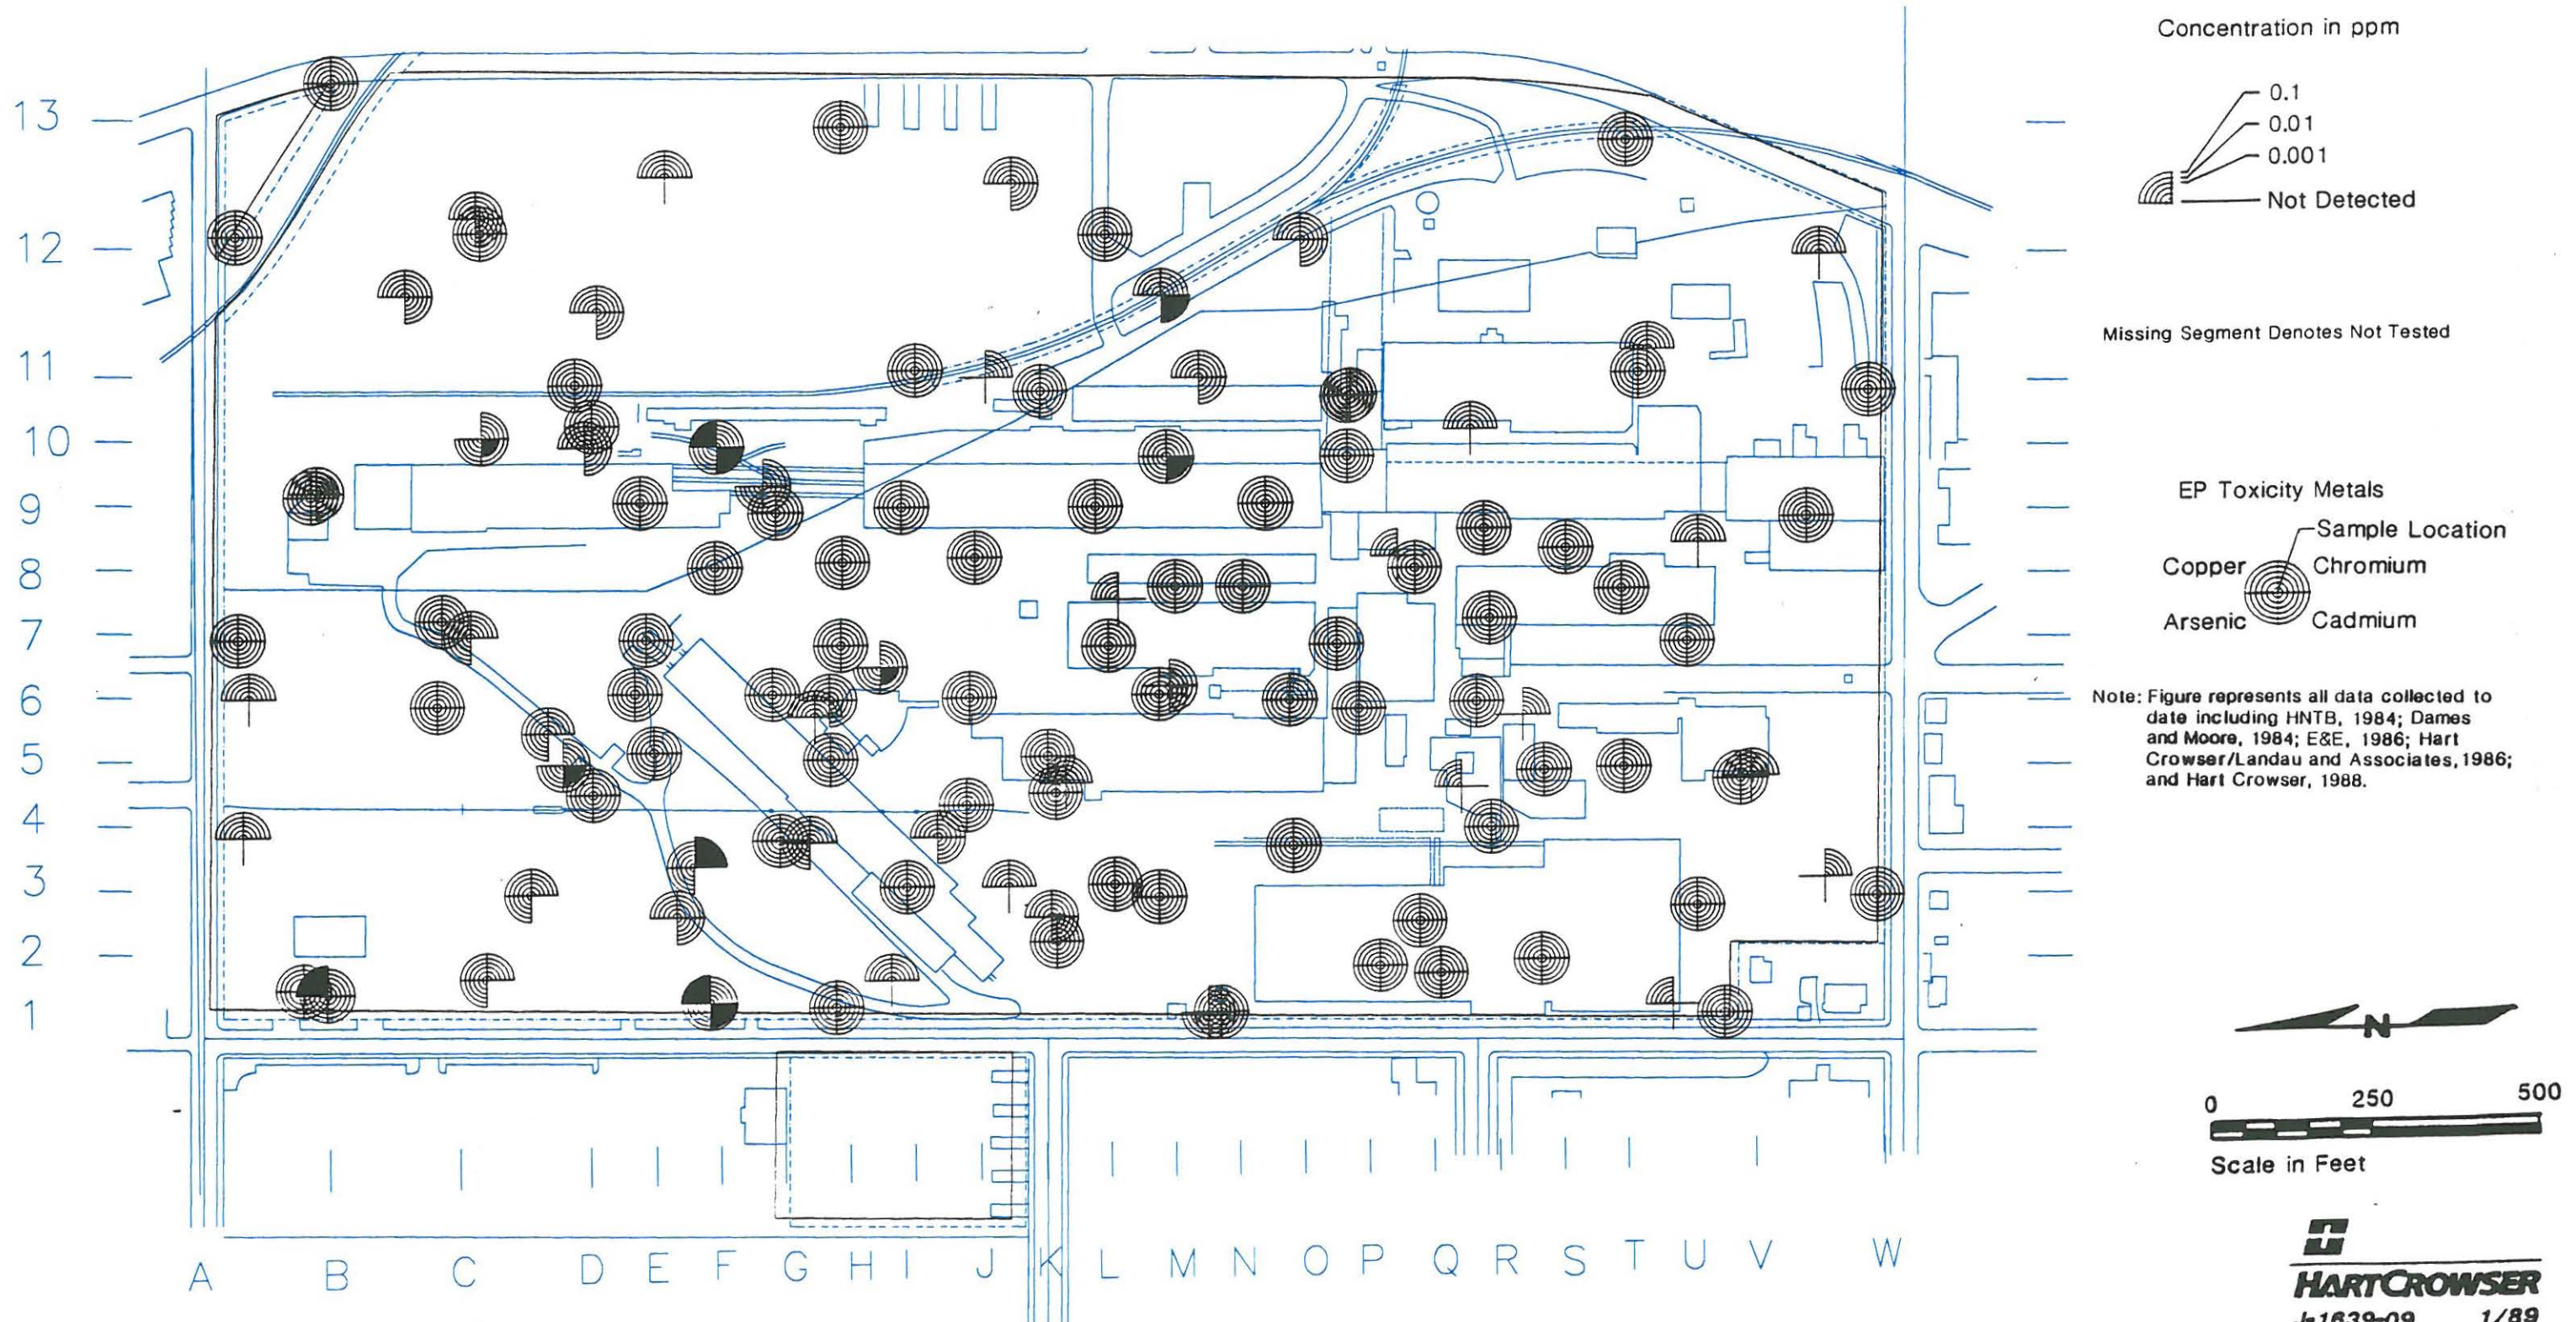 13
12
11
10
9
8
7
6
5
4
3
2
1
A B C D E F G H I J K L M N O P Q R S T U V W
Concentration in ppm
0.1
0.01
0.001
Not Detected
Missing Segment Denotes Not Tested
EP Toxicity Metals
Sample Location
Copper Chromium
Arsenic Cadmium
Note: Figure represents all data collected to
date including HNTB, 1984; Dames
and Moore, 1984; E&E, 1986; Hart
Crowser/Landau and Associates,1986;
and Hart Crowser, 1988.
N
0 250 500
Scale in Feet
HARTCROWSER
J-1639-09 1/89